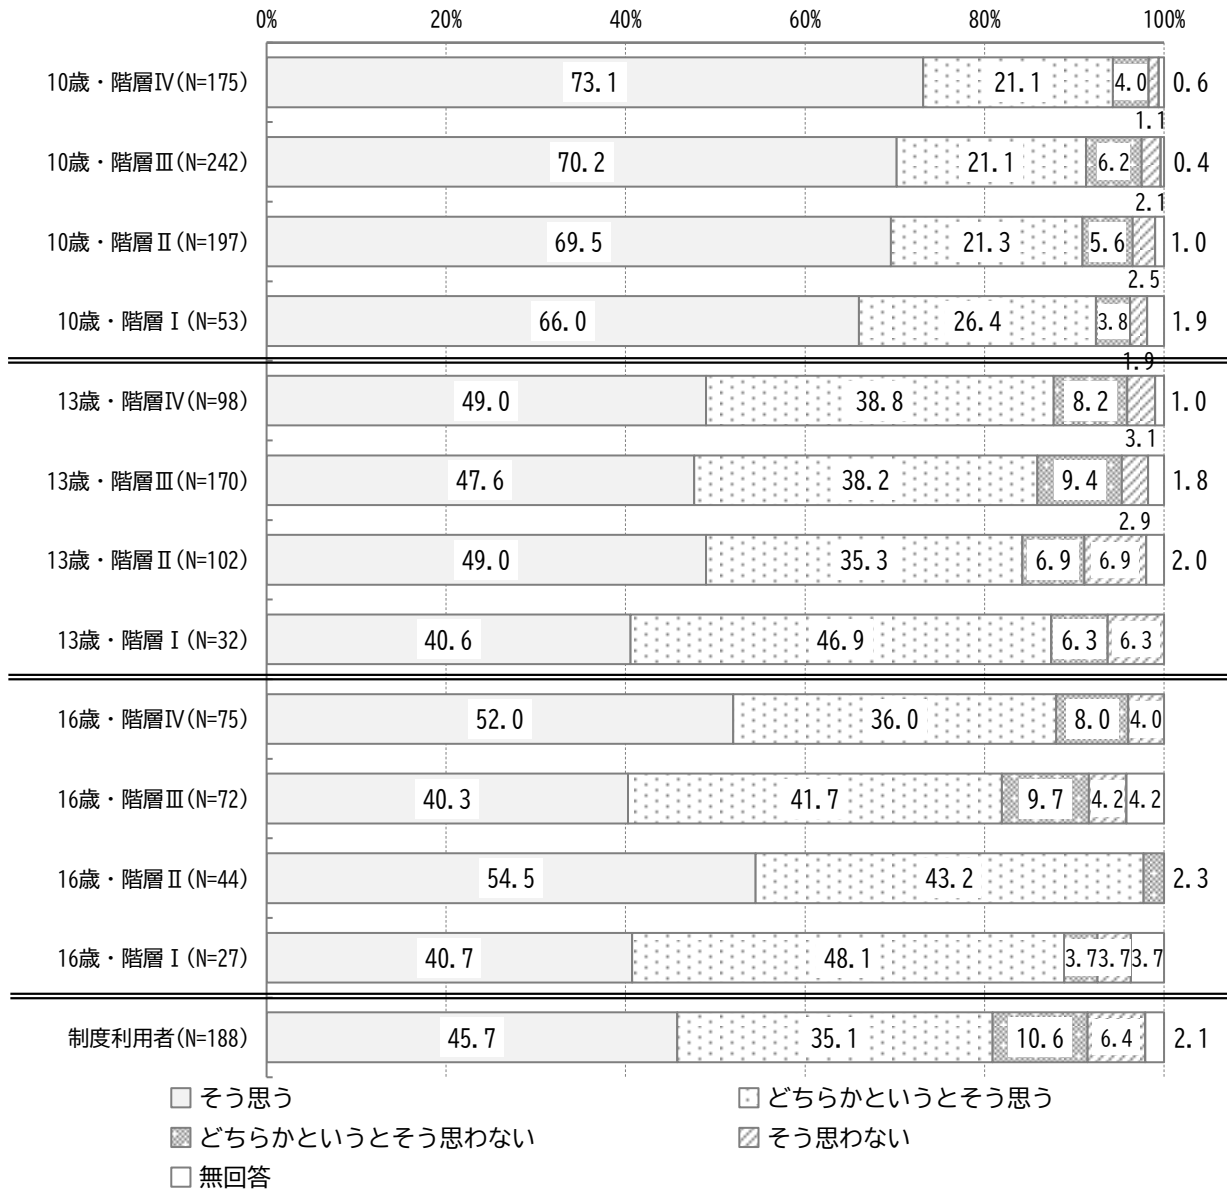 0% 20% 40% 60% 80% 100%
10歳・階層Ⅳ(N=175) 73.1 21.1 4.0 0.6
1.1
10歳・階層Ⅲ(N=242) 70.2 21.1 6.2 0.4
2.1
10歳・階層Ⅱ(N=197) 69.5 21.3 5.6 1.0
2.5
10歳・階層Ⅰ(N=53) 66.0 26.4 3.8 1.9
1.9
13歳・階層Ⅳ(N=98) 49.0 38.8 8.2 1.0
3.1
13歳・階層Ⅲ(N=170) 47.6 38.2 9.4 1.8
2.9
13歳・階層Ⅱ(N=102) 49.0 35.3 6.9 6.9 2.0
13歳・階層Ⅰ(N=32) 40.6 46.9 6.3 6.3
16歳・階層Ⅳ(N=75) 52.0 36.0 8.0 4.0
16歳・階層Ⅲ(N=72) 40.3 41.7 9.7 4.2 4.2
16歳・階層Ⅱ(N=44) 54.5 43.2 2.3
16歳・階層Ⅰ(N=27) 40.7 48.1 3.7 3.7 3.7
制度利用者(N=188) 45.7 35.1 10.6 6.4 2.1
そう思う どちらかというとそう思う
どちらかというとそう思わない そう思わない
無回答